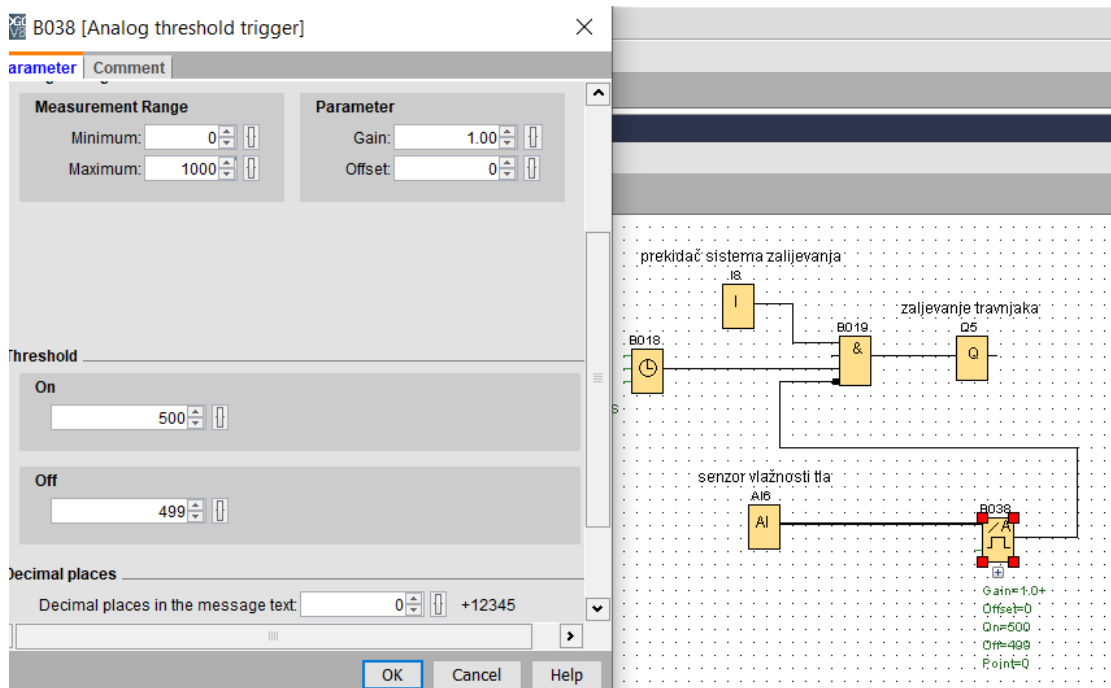 B038 [Analog threshold trigger]
arameter Comment
Measurement Range
Minimum: 0
Maximum: 1000
Parameter
Gain: 1.00
Offset: 0
Threshold
On
500
Off
499
Decimal places
Decimal places in the message text: 0 +12345
OK Cancel Help
prekidač sistema zalijevanja
I8
I
zaljevanje travnjaka
B018
B019
&
Q5
Q
s
senzor vlažnosti tla
AI6
AI
B038
/A
Gain=1.0+
Offset=0
On=500
Off=499
Point=0